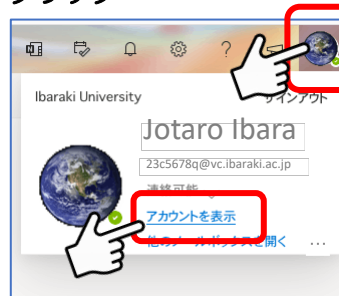 ?
Ibaraki University
サインアウト
Jotaro Ibara
23c5678q@vc.ibaraki.ac.jp
連絡可能
アカウントを表示
他のメールボックスを開く ...